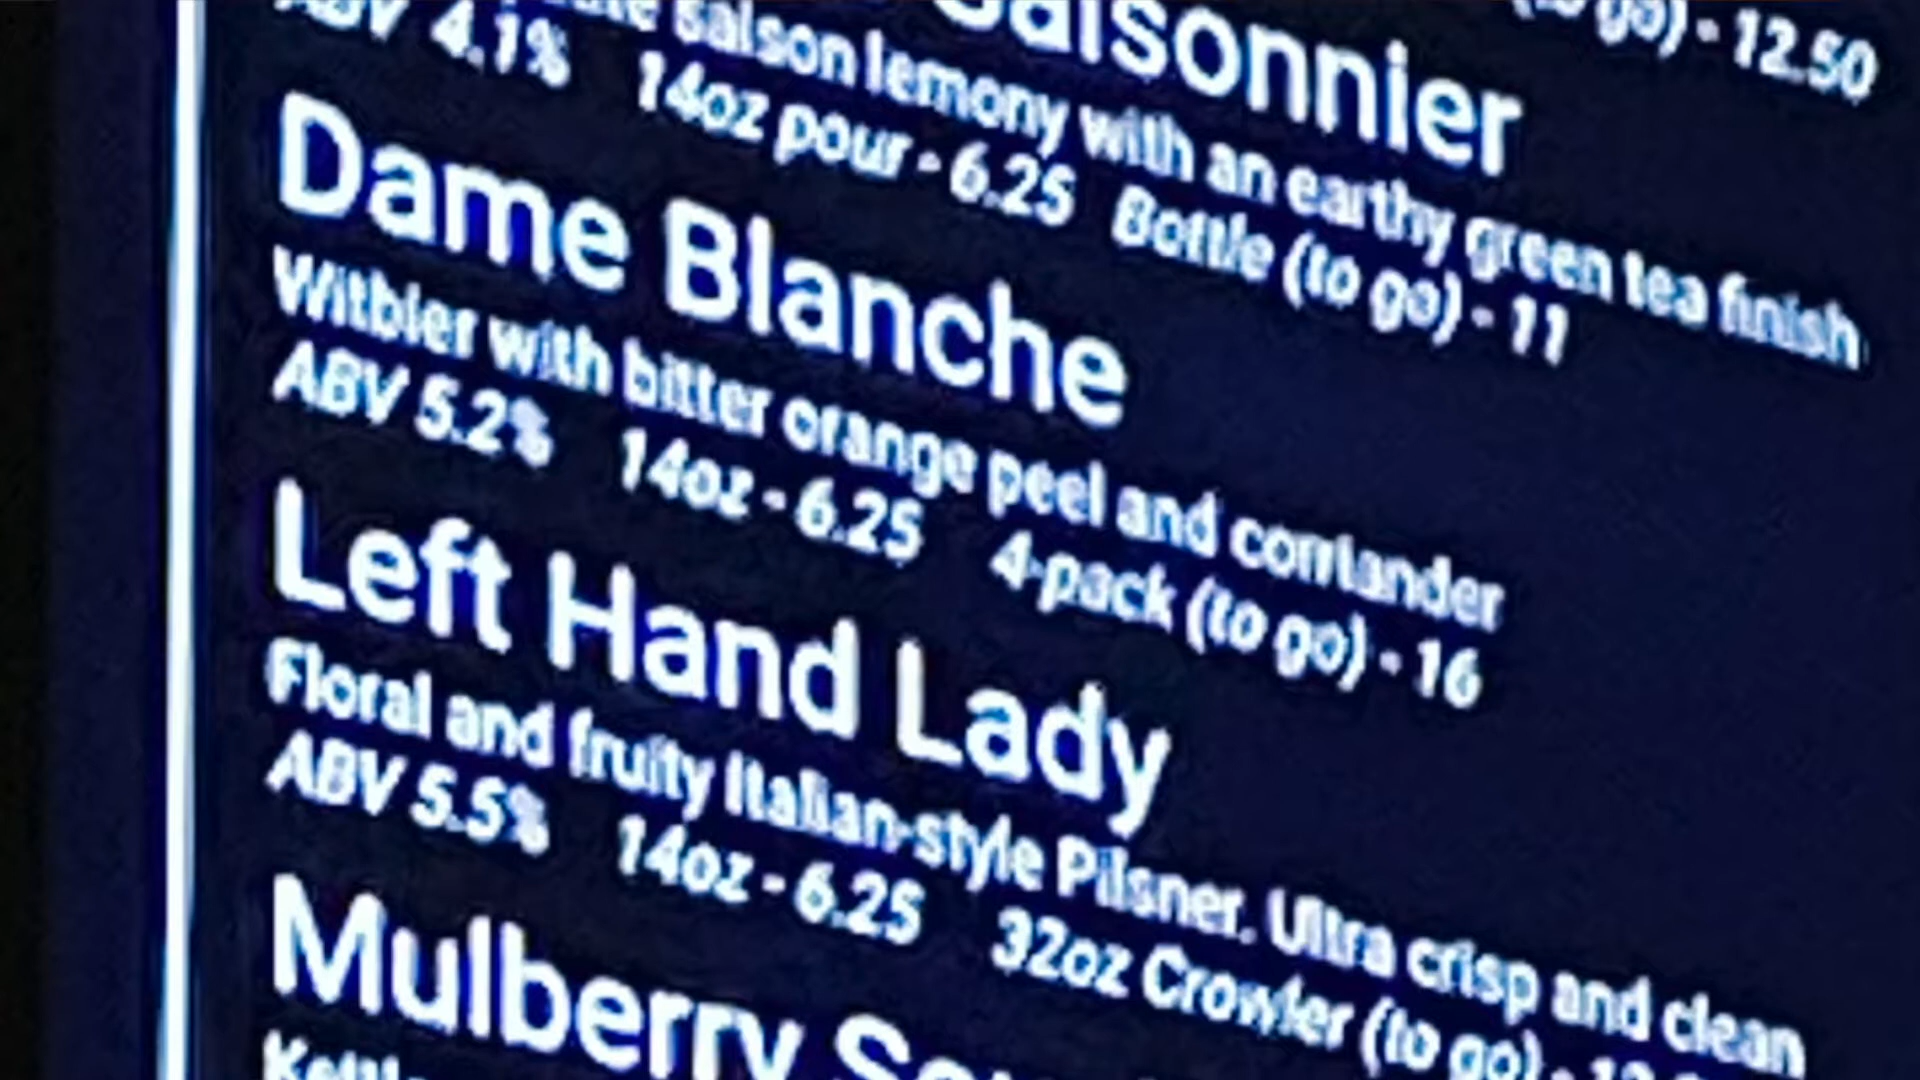 (to go) - 12.50
Saisonnier
saison lemony with an earthy green tea finish
ABV 4.1% 14oz pour - 6.25 Bottle (to go) - 11
Dame Blanche
Witbier with bitter orange peel and corriander
ABV 5.2% 14oz - 6.25 4-pack (to go) - 16
Left Hand Lady
Floral and fruity Italian-style Pilsner. Ultra crisp and clean
ABV 5.5% 14oz - 6.25 32oz Crowler (to go) -
Mulberry